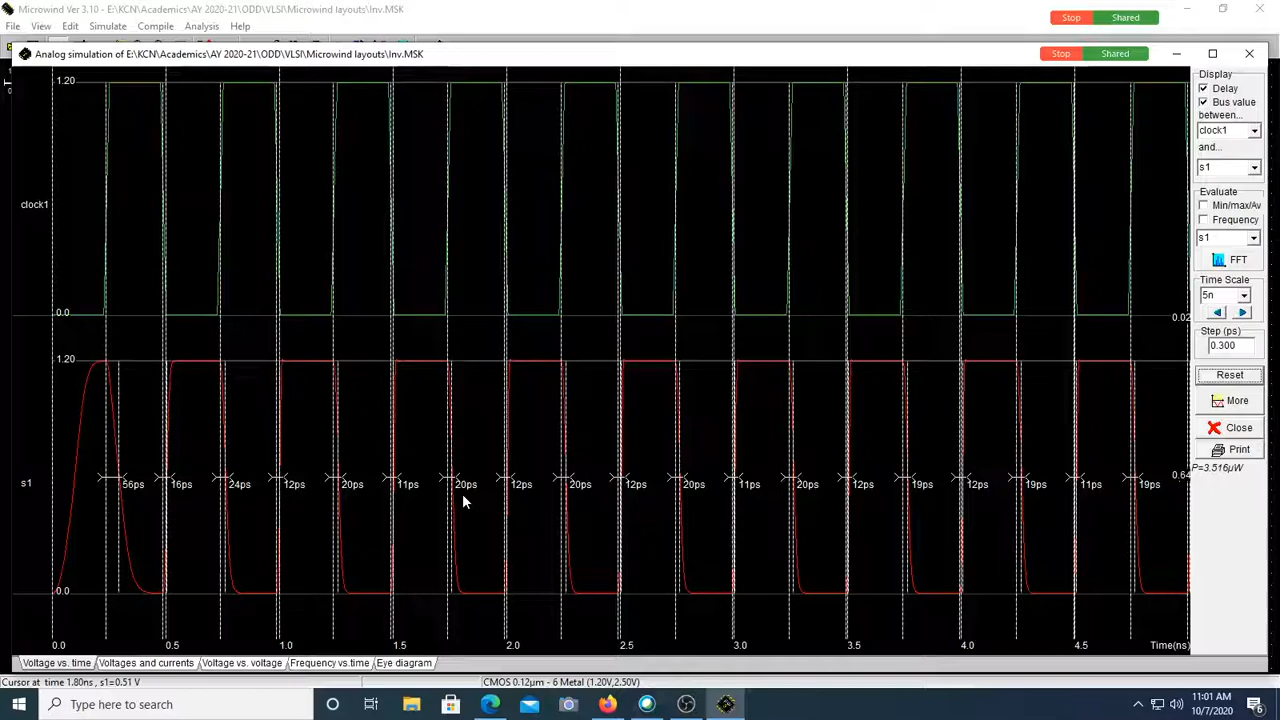 Microwind Ver 3.10 - E:\KCN\Academics\AY 2020-21\ODD\VLSI\Microwind layouts\Inv.MSK
Stop Shared
File View Edit Simulate Compile Analysis Help
Analog simulation of E:\KCN\Academics\AY 2020-21\ODD\VLSI\Microwind layouts\Inv.MSK
Stop Shared
Display
Delay
Bus value
between...
clock1
and...
s1
Evaluate
Min/max/Av
Frequency
s1
FFT
Time Scale
5n
Step (ps)
0.300
Reset
More
Close
Print
P=3.516µW
1.20
clock1
0.0
0.02
1.20
s1
56ps 16ps 24ps 12ps 20ps 11ps 20ps 12ps 20ps 12ps 20ps 11ps 20ps 12ps 19ps 12ps 19ps 11ps 19ps
0.64
0.0
0.0 0.5 1.0 1.5 2.0 2.5 3.0 3.5 4.0 4.5 Time(ns)
Voltage vs. time Voltages and currents Voltage vs. voltage Frequency vs.time Eye diagram
Cursor at time 1.80ns , s1=0.51 V
CMOS 0.12µm - 6 Metal (1.20V,2.50V)
Type here to search
11:01 AM
10/7/2020
6